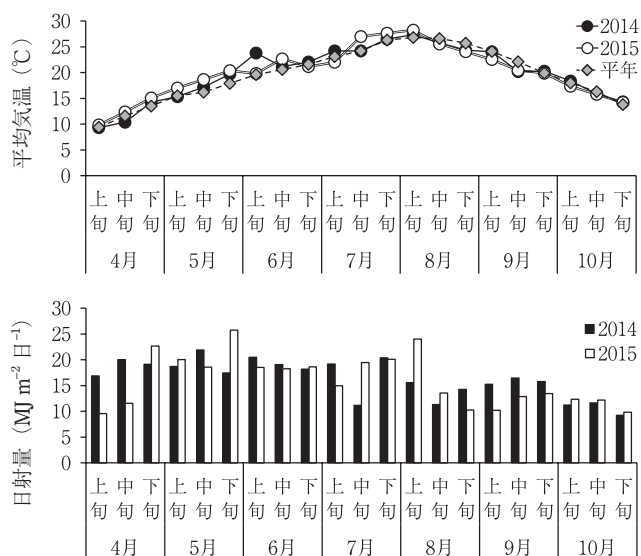 平均気温 (℃)
30
25
20
15
10
5
0
2014
2015
平年
上旬 中旬 下旬 上旬 中旬 下旬 上旬 中旬 下旬 上旬 中旬 下旬 上旬 中旬 下旬 上旬 中旬 下旬 上旬 中旬 下旬
4月 5月 6月 7月 8月 9月 10月
日射量 (MJ m⁻² 日⁻¹)
30
25
20
15
10
5
0
2014
2015
上旬 中旬 下旬 上旬 中旬 下旬 上旬 中旬 下旬 上旬 中旬 下旬 上旬 中旬 下旬 上旬 中旬 下旬 上旬 中旬 下旬
4月 5月 6月 7月 8月 9月 10月